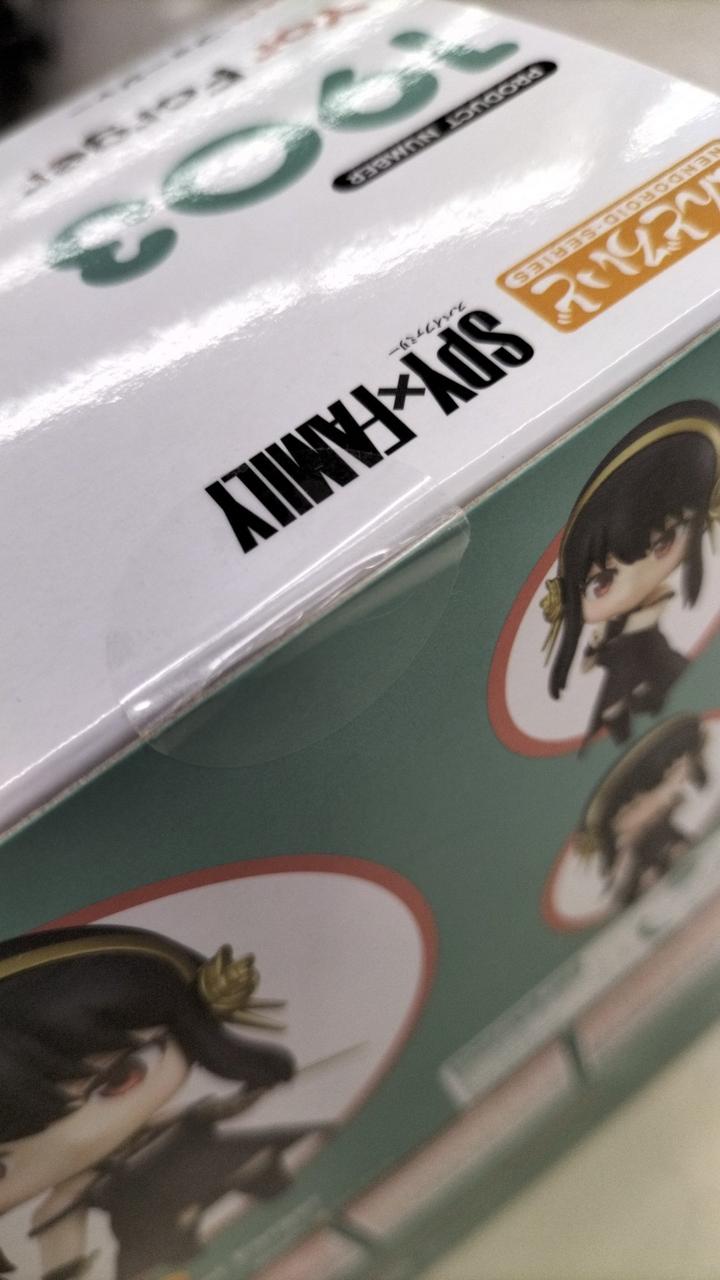 ねんどろいど
NENDOROID-SERIES
PRODUCT NUMBER
1903
Yor Forger
スパイファミリー
SPY×FAMILY